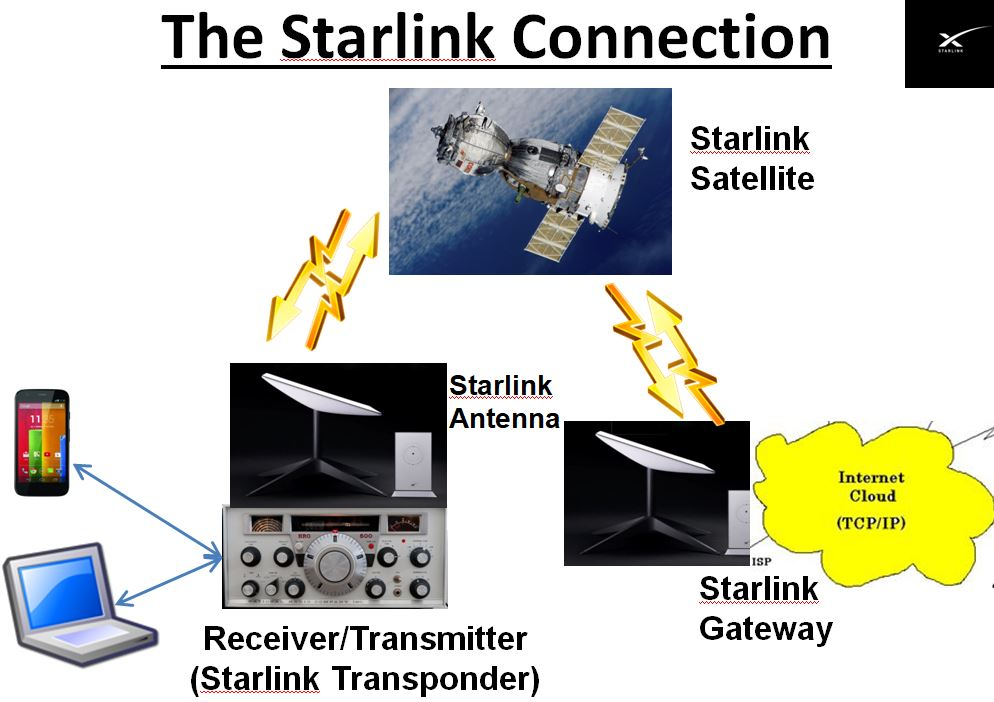 The Starlink Connection
STARLINK
Starlink
Satellite
Starlink
Antenna
Internet
Cloud
(TCP/IP)
ISP
Starlink
Gateway
HRO 500
Receiver/Transmitter
(Starlink Transponder)